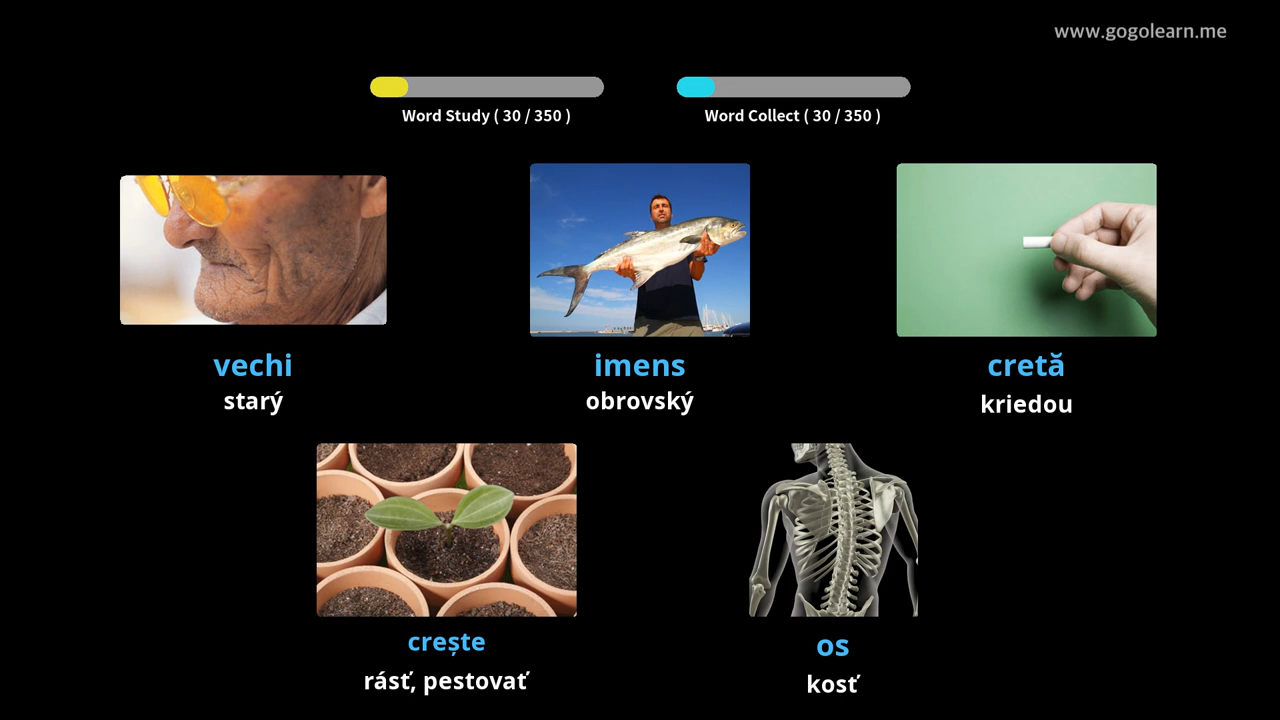 www.gogolearn.me
Word Study ( 30 / 350 )
Word Collect ( 30 / 350 )
vechi
starý
imens
obrovský
cretă
kriedou
crește
rásť, pestovať
os
kosť